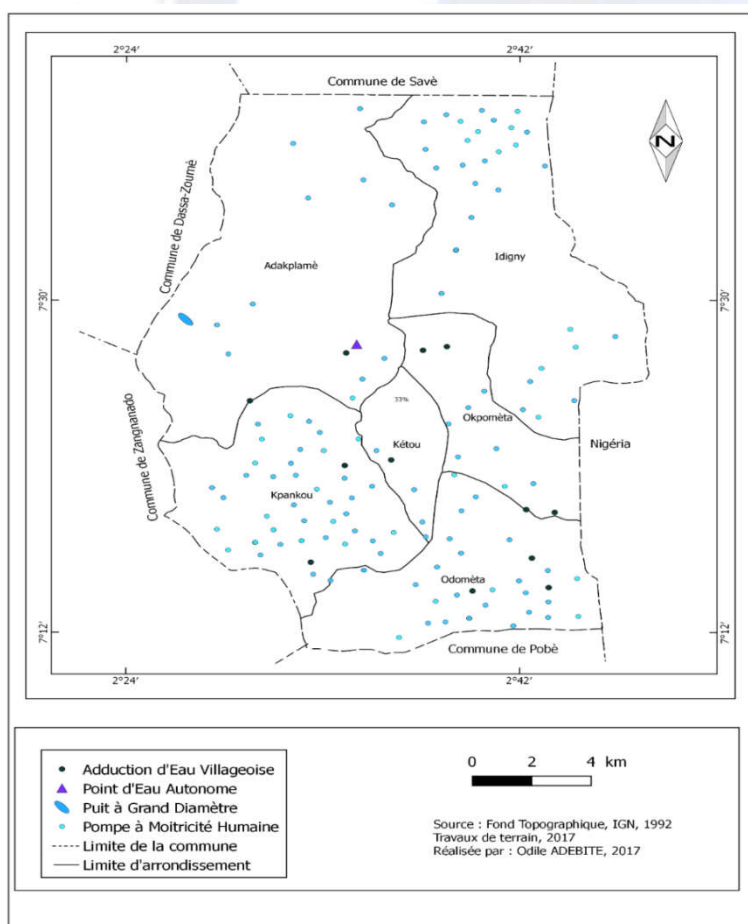 2°24'
2°42'
Commune de Savè
Commune de Dassa-Zoumè
N
Idigny
Adakplamè
7°30'
7°30'
33%
Okpomèta
Kétou
Nigéria
Commune de Zangnanado
Kpankou
Odomèta
7°12'
7°12'
Commune de Pobè
2°24'
2°42'
Adduction d'Eau Villageoise
Point d'Eau Autonome
Puit à Grand Diamètre
Pompe à Moitricité Humaine
Limite de la commune
Limite d'arrondissement
0 2 4 km
Source : Fond Topographique, IGN, 1992
Travaux de terrain, 2017
Réalisée par : Odile ADEBITE, 2017